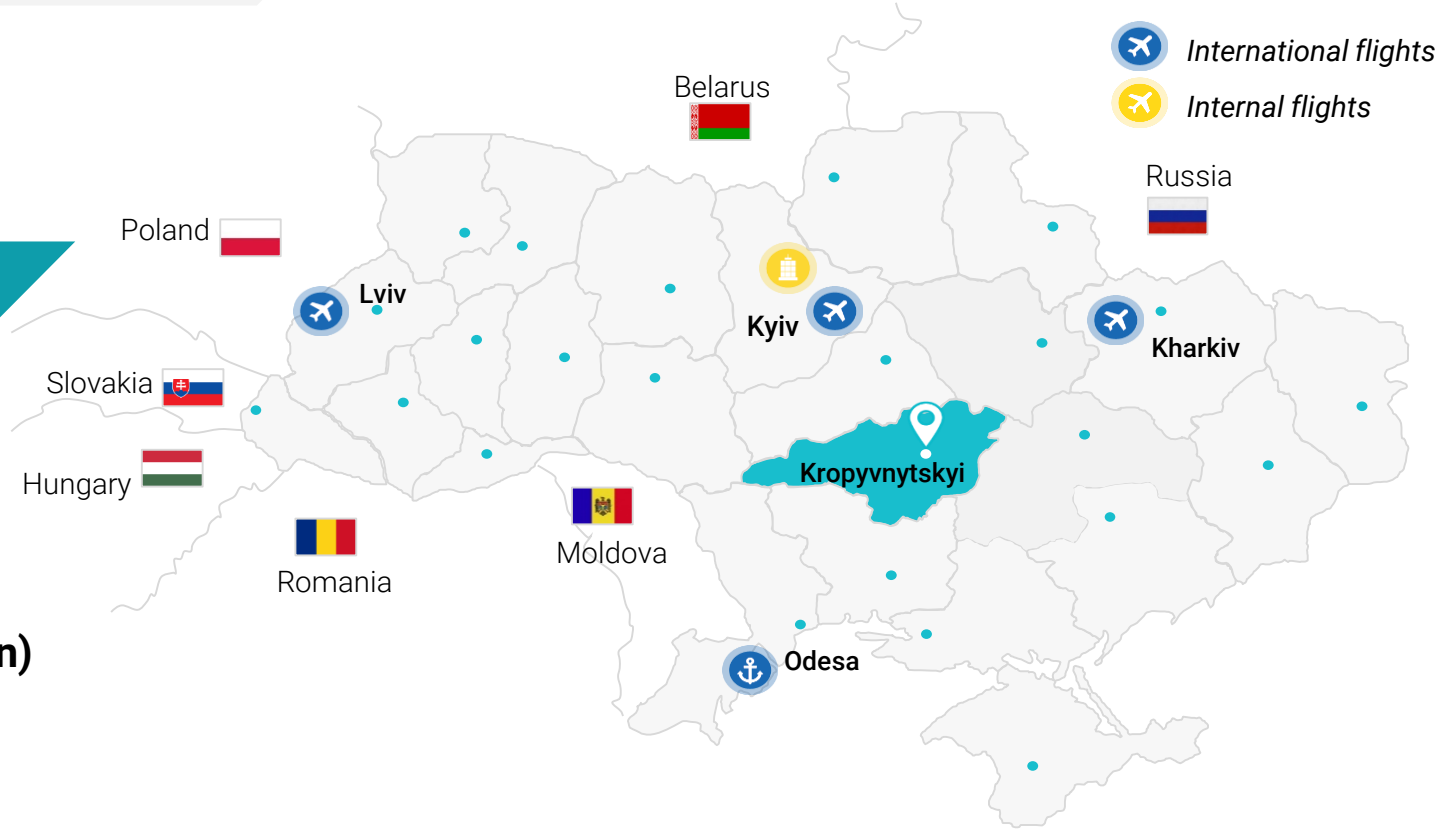 International flights
Internal flights
Belarus
Russia
Poland
Lviv
Kyiv
Kharkiv
Slovakia
Kropyvnytskyi
Hungary
Moldova
Romania
n)
Odesa